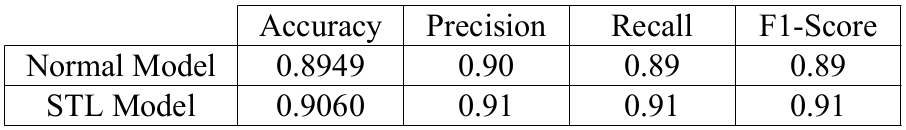 Accuracy Precision Recall F1-Score
Normal Model 0.8949 0.90 0.89 0.89
STL Model 0.9060 0.91 0.91 0.91